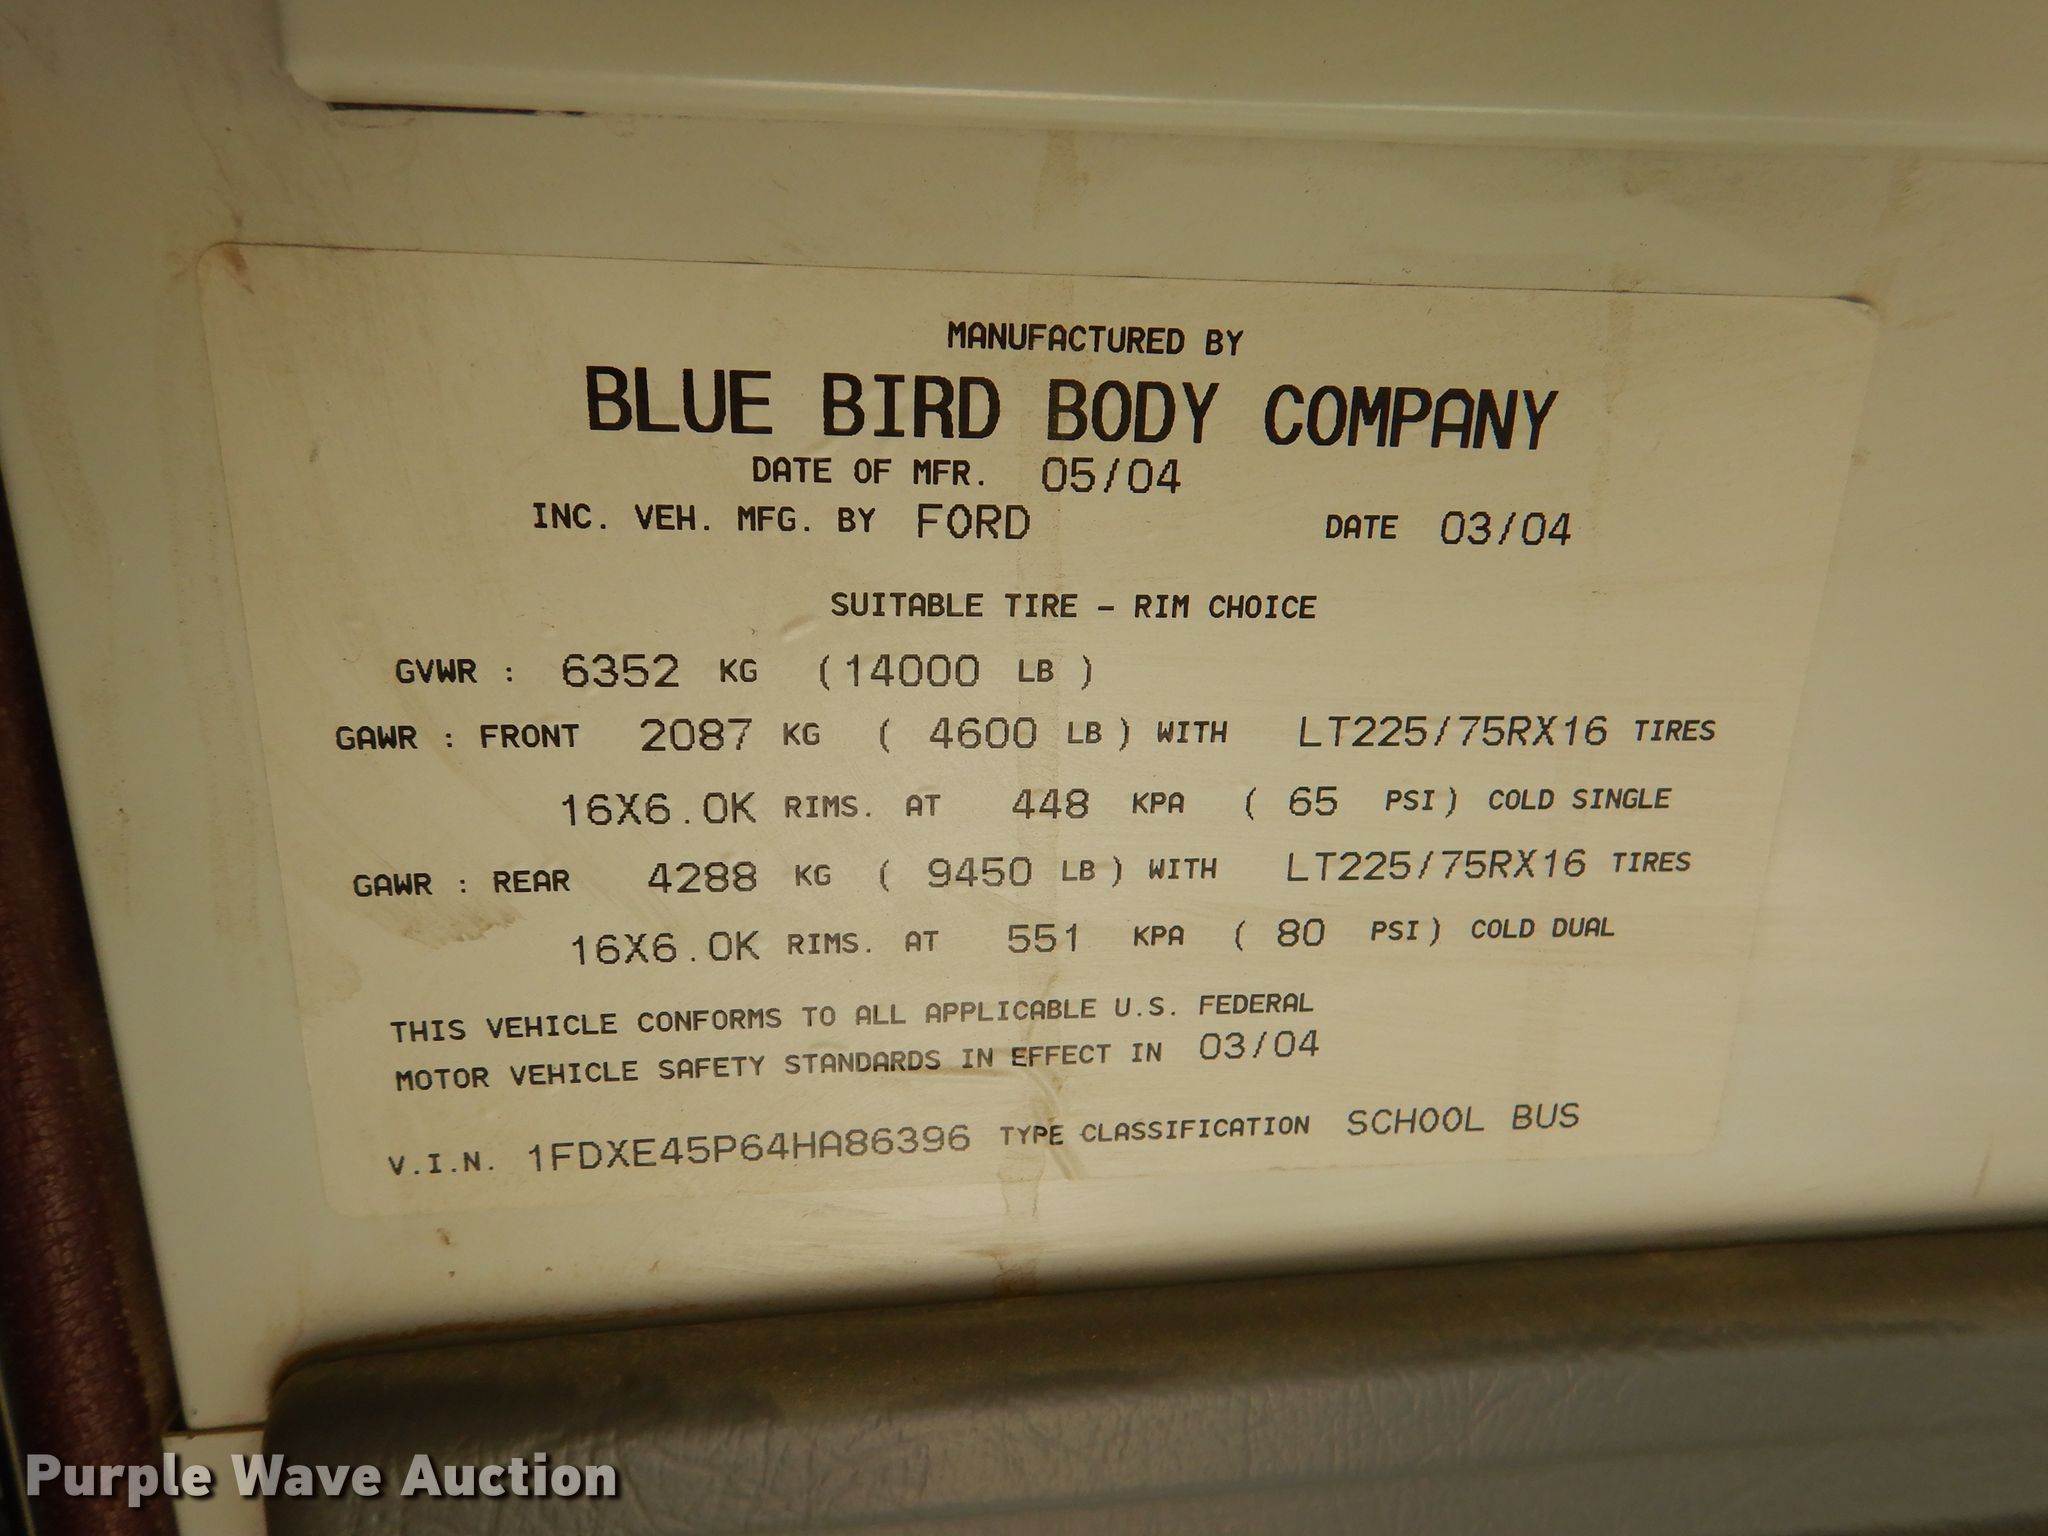 MANUFACTURED BY
BLUE BIRD BODY COMPANY
DATE OF MFR. 05/04
INC. VEH. MFG. BY FORD DATE 03/04
SUITABLE TIRE - RIM CHOICE
GVWR : 6352 KG (14000 LB )
GAWR : FRONT 2087 KG ( 4600 LB ) WITH LT225/75RX16 TIRES
16X6.0K RIMS. AT 448 KPA ( 65 PSI ) COLD SINGLE
GAWR : REAR 4288 KG ( 9450 LB ) WITH LT225/75RX16 TIRES
16X6.0K RIMS. AT 551 KPA ( 80 PSI ) COLD DUAL
THIS VEHICLE CONFORMS TO ALL APPLICABLE U.S. FEDERAL
MOTOR VEHICLE SAFETY STANDARDS IN EFFECT IN 03/04
V.I.N. 1FDXE45P64HA86396 TYPE CLASSIFICATION SCHOOL BUS
Purple Wave Auction